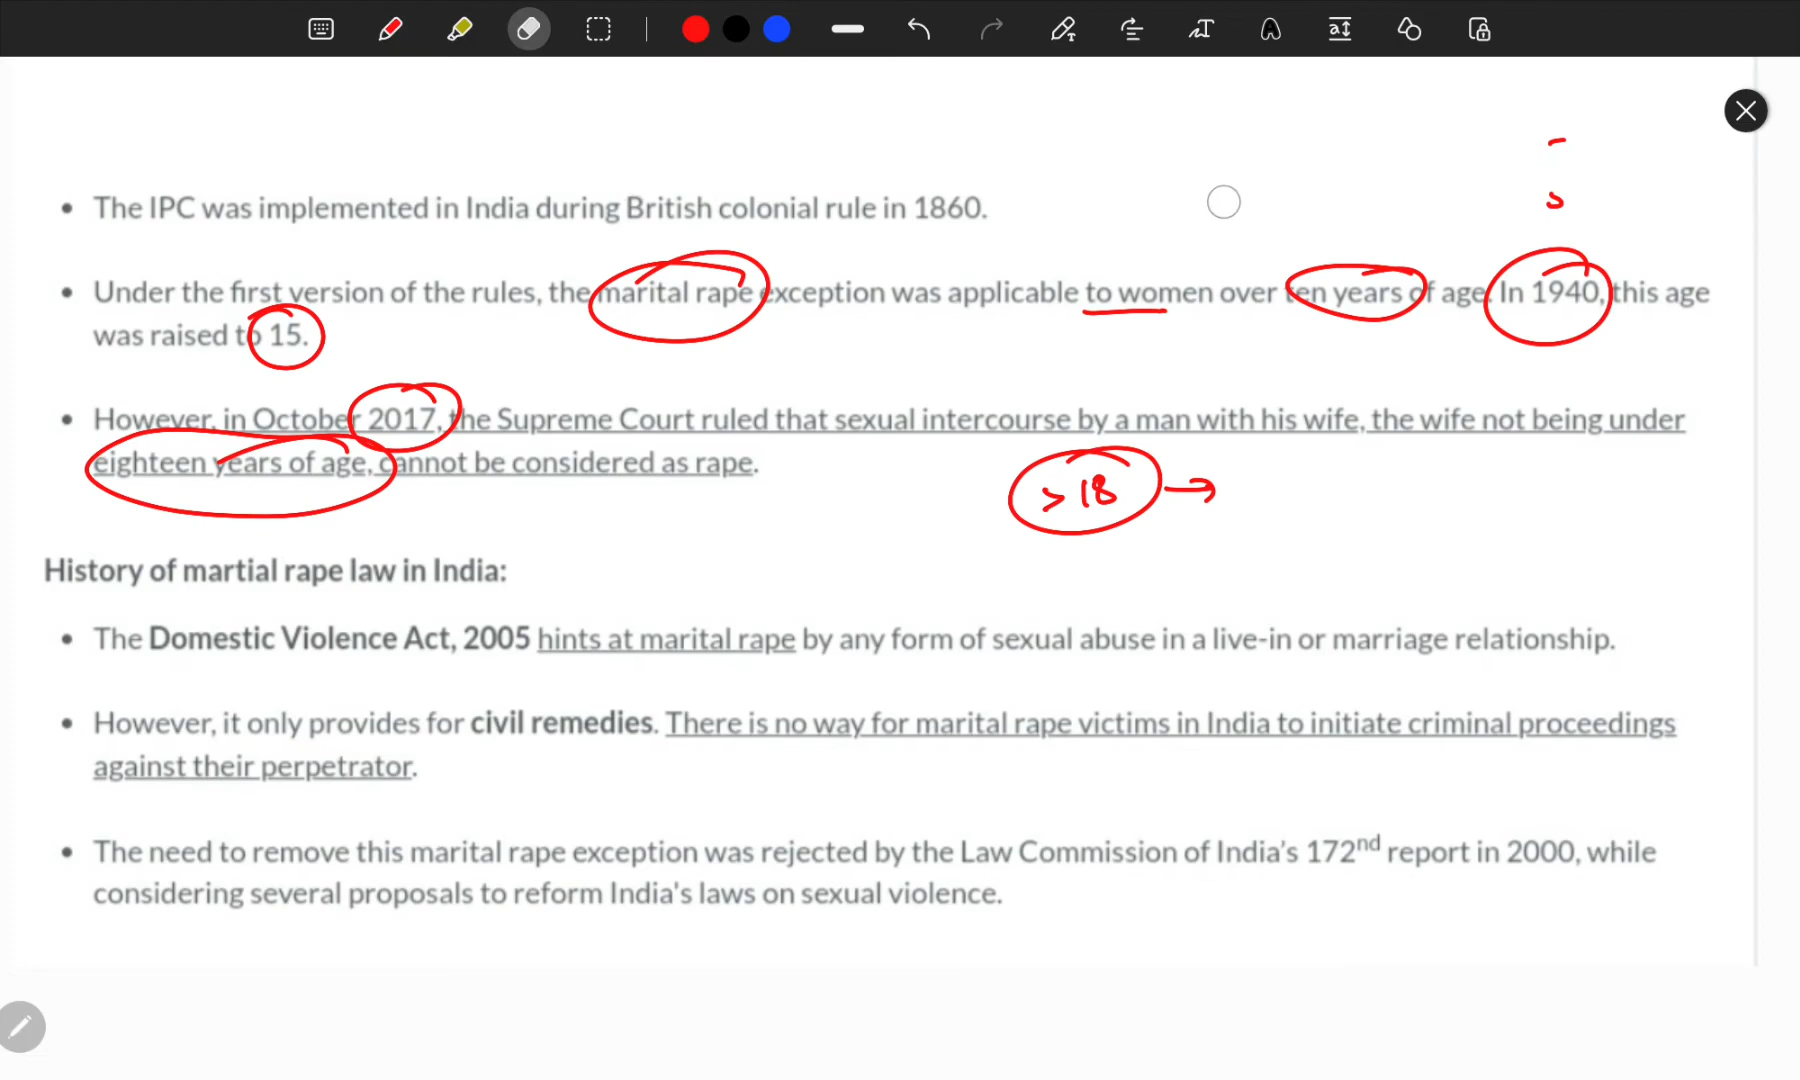 • The IPC was implemented in India during British colonial rule in 1860.
• Under the first version of the rules, the marital rape exception was applicable to women over ten years of age. In 1940, this age
was raised to 15.
• However, in October 2017, the Supreme Court ruled that sexual intercourse by a man with his wife, the wife not being under
eighteen years of age, cannot be considered as rape.
> 18 →
History of martial rape law in India:
• The Domestic Violence Act, 2005 hints at marital rape by any form of sexual abuse in a live-in or marriage relationship.
• However, it only provides for civil remedies. There is no way for marital rape victims in India to initiate criminal proceedings
against their perpetrator.
• The need to remove this marital rape exception was rejected by the Law Commission of India's 172nd report in 2000, while
considering several proposals to reform India's laws on sexual violence.